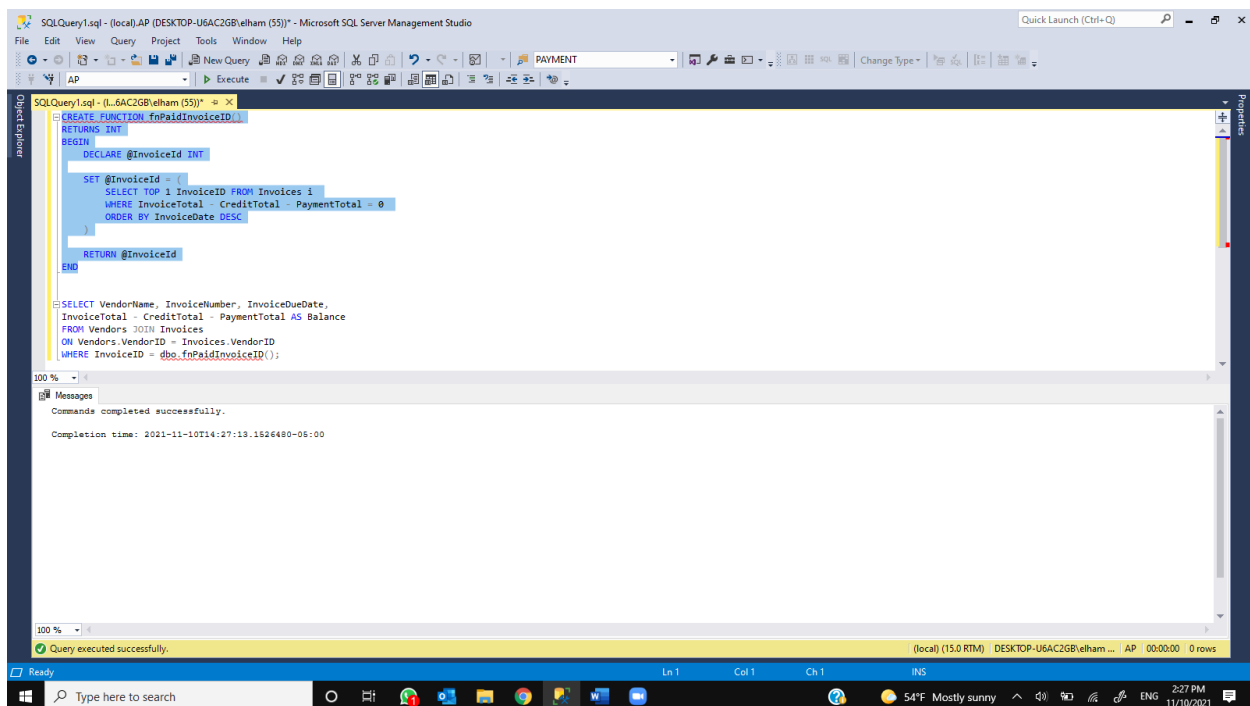 SQLQuery1.sql - (local).AP (DESKTOP-U6AC2GB\elham (55))* - Microsoft SQL Server Management Studio
Quick Launch (Ctrl+Q)
File Edit View Query Project Tools Window Help
New Query
PAYMENT
Change Type
AP
Execute
Object Explorer
SQLQuery1.sql - (l...6AC2GB\elham (55))*
Properties
CREATE FUNCTION fnPaidInvoiceID()
RETURNS INT
BEGIN
DECLARE @InvoiceId INT
SET @InvoiceId = (
SELECT TOP 1 InvoiceID FROM Invoices i
WHERE InvoiceTotal - CreditTotal - PaymentTotal = 0
ORDER BY InvoiceDate DESC
)
RETURN @InvoiceId
END
SELECT VendorName, InvoiceNumber, InvoiceDueDate,
InvoiceTotal - CreditTotal - PaymentTotal AS Balance
FROM Vendors JOIN Invoices
ON Vendors.VendorID = Invoices.VendorID
WHERE InvoiceID = dbo.fnPaidInvoiceID();
100 %
Messages
Commands completed successfully.
Completion time: 2021-11-10T14:27:13.1526480-05:00
100 %
Query executed successfully.
(local) (15.0 RTM) DESKTOP-U6AC2GB\elham ... AP 00:00:00 0 rows
Ready
Ln 1 Col 1 Ch 1 INS
Type here to search
54°F Mostly sunny
ENG
2:27 PM
11/10/2021